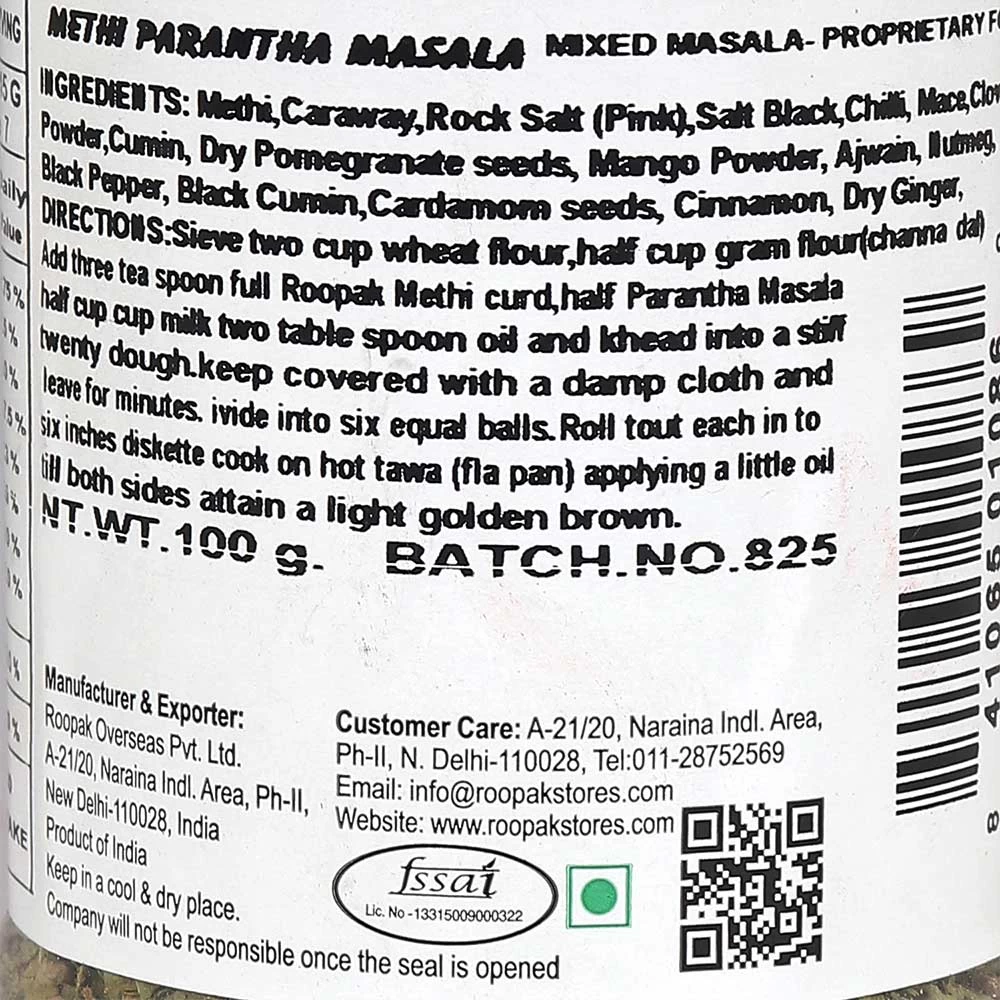 METHI PARANTHA MASALA MIXED MASALA- PROPRIETARY
INGREDIENTS: Methi,Caraway,Rock Salt (Pink),Salt Black,Chilli, Mace,
Powder,Cumin, Dry Pomegranate seeds, Mango Powder, Ajwain, Nutmeg,
Black Pepper, Black Cumin,Cardamom seeds, Cinnamon, Dry Ginger,
DIRECTIONS:Sieve two cup wheat flour,half cup gram flour(channa dal)
Add three tea spoon full Roopak Methi curd,half Parantha Masala
half cup cup milk two table spoon oil and khead into a stiff
twenty dough.keep covered with a damp cloth and
leave for minutes. ivide into six equal balls.Roll tout each in to
six inches diskette cook on hot tawa (fla pan) applying a little oil
till both sides attain a light golden brown.
NT.WT.100 g. BATCH.NO.825
Manufacturer & Exporter:
Roopak Overseas Pvt. Ltd.
A-21/20, Naraina Indl. Area, Ph-II,
New Delhi-110028, India
Product of India
Keep in a cool & dry place.
Company will not be responsible once the seal is opened
Customer Care: A-21/20, Naraina Indl. Area,
Ph-II, N. Delhi-110028, Tel:011-28752569
Email: info@roopakstores.com
Website: www.roopakstores.com
fssai
Lic. No -13315009000322